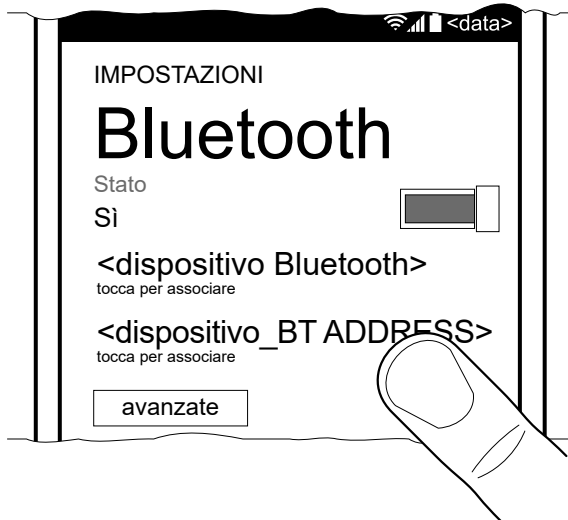 <data>
IMPOSTAZIONI
Bluetooth
Stato
Sì
<dispositivo Bluetooth>
tocca per associare
<dispositivo_BT ADDRESS>
tocca per associare
avanzate